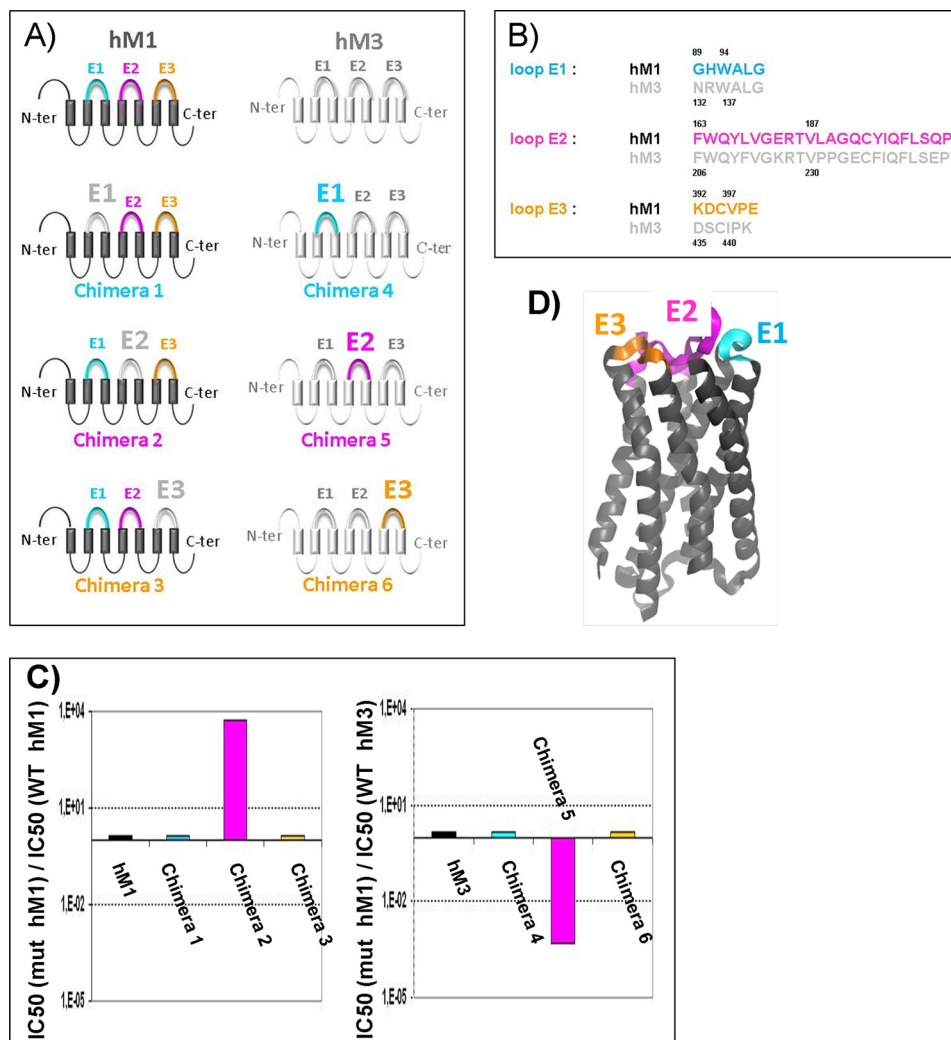 A)
hM1
hM3
E1 E2 E3
E1 E2 E3
N-ter
C-ter
E1 E2 E3
E1 E2 E3
N-ter
C-ter
N-ter
C-ter
Chimera 1
Chimera 4
E1 E2 E3
E1 E2 E3
N-ter
C-ter
N-ter
C-ter
Chimera 2
Chimera 5
E1 E2 E3
E1 E2 E3
N-ter
C-ter
N-ter
C-ter
Chimera 3
Chimera 6
B)
89 94
loop E1 : hM1 GHWALG
hM3 NRWALG
132 137
163 187
loop E2 : hM1 FWQYLVGERTVLAGQCYIQFLSQP
hM3 FWQYFVGKRTVPPGECFIQFLSEP
206 230
392 397
loop E3 : hM1 KDCVPE
hM3 DSCIPK
435 440
D)
E3 E2 E1
C)
IC50 (mut hM1) / IC50 (WT hM1)
1,E+04
1,E+01
1,E-02
1,E-05
hM1
Chimera 1
Chimera 2
Chimera 3
IC50 (mut hM1) / IC50 (WT hM3)
1,E+04
1,E+01
1,E-02
1,E-05
hM3
Chimera 4
Chimera 5
Chimera 6